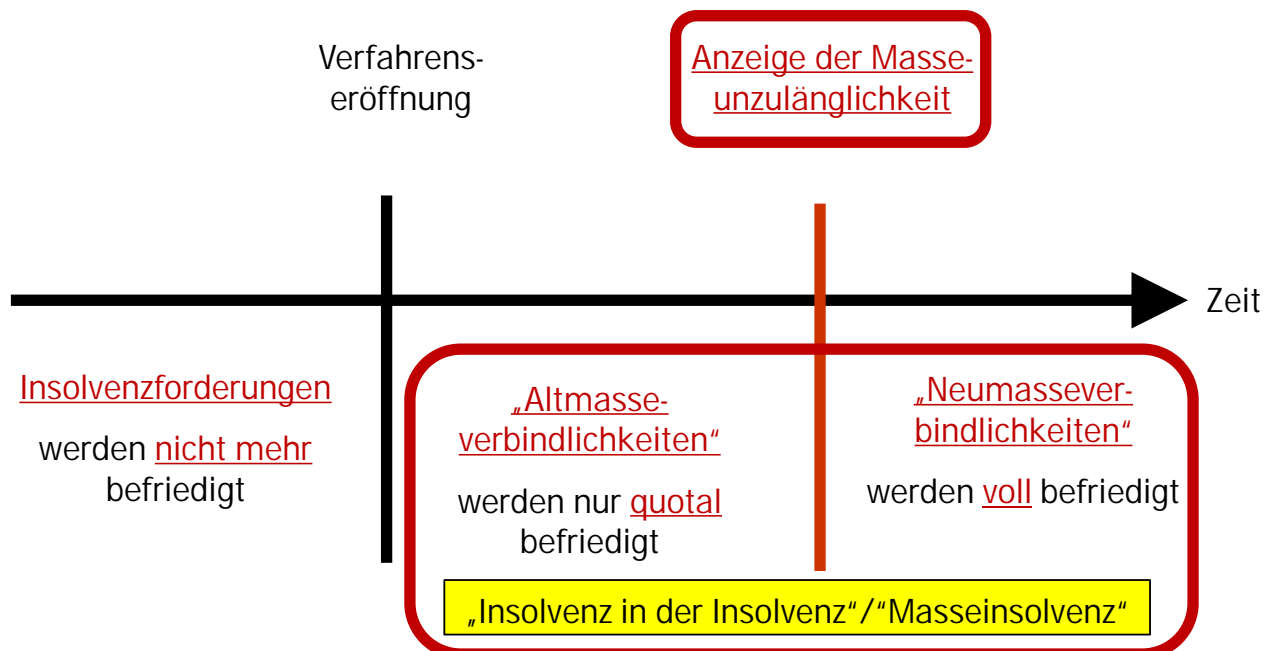 Verfahrens-
eröffnung
Anzeige der Masse-
unzulänglichkeit
Zeit
Insolvenzforderungen
werden nicht mehr
befriedigt
„Altmasse-
verbindlichkeiten“
werden nur quotal
befriedigt
„Neumassever-
bindlichkeiten“
werden voll befriedigt
„Insolvenz in der Insolvenz“/“Masseinsolvenz“